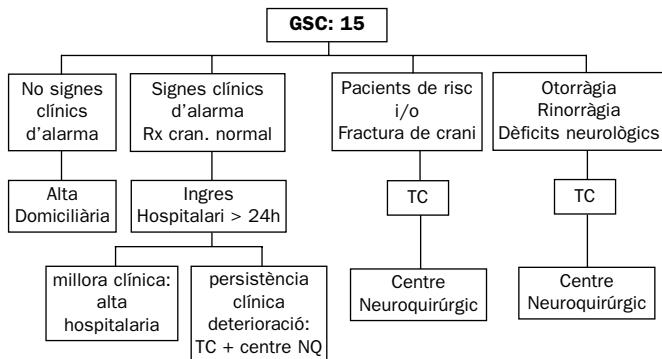 GSC: 15
No signes
clínics
d'alarma
Signes clínics
d'alarma
Rx cran. normal
Pacients de risc
i/o
Fractura de crani
Otorràgia
Rinorràgia
Dèficits neurològics
Alta
Domiciliària
Ingres
Hospitalari > 24h
TC
TC
millora clínica:
alta
hospitalaria
persistència
clínica
deterioració:
TC + centre NQ
Centre
Neuroquirúrgic
Centre
Neuroquirúrgic